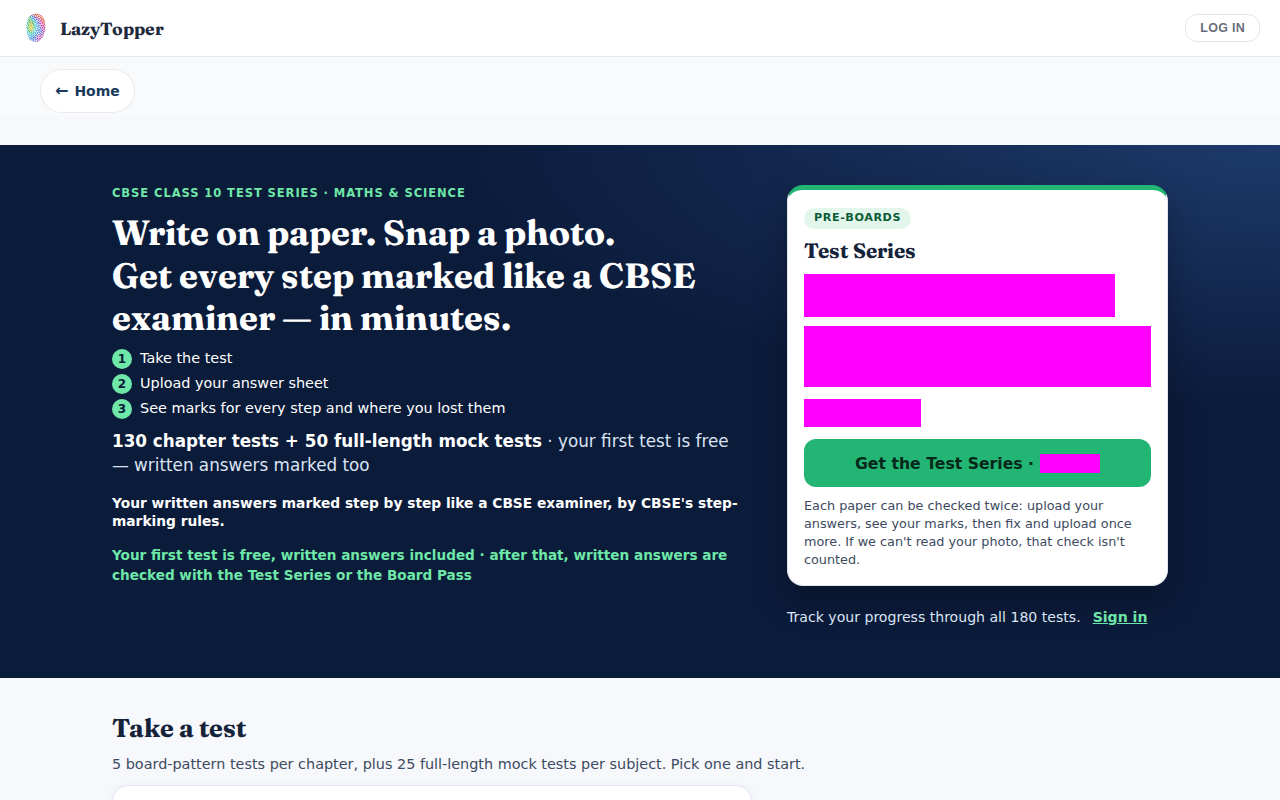 LazyTopper
LOG IN
← Home
CBSE CLASS 10 TEST SERIES · MATHS & SCIENCE
Write on paper. Snap a photo.
Get every step marked like a CBSE
examiner — in minutes.
1 Take the test
2 Upload your answer sheet
3 See marks for every step and where you lost them
130 chapter tests + 50 full-length mock tests · your first test is free
— written answers marked too
Your written answers marked step by step like a CBSE examiner, by CBSE's step-
marking rules.
Your first test is free, written answers included · after that, written answers are
checked with the Test Series or the Board Pass
PRE-BOARDS
Test Series
Get the Test Series ·
Each paper can be checked twice: upload your
answers, see your marks, then fix and upload once
more. If we can't read your photo, that check isn't
counted.
Track your progress through all 180 tests. Sign in
Take a test
5 board-pattern tests per chapter, plus 25 full-length mock tests per subject. Pick one and start.